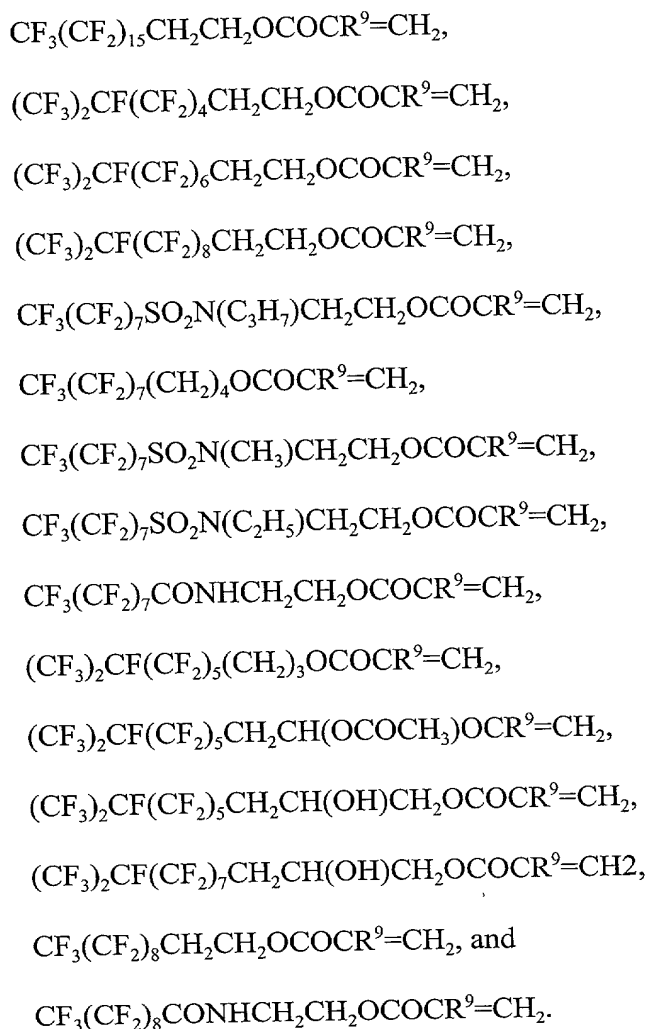 CF₃(CF₂)₁₅CH₂CH₂OCOCR⁹=CH₂,
(CF₃)₂CF(CF₂)₄CH₂CH₂OCOCR⁹=CH₂,
(CF₃)₂CF(CF₂)₆CH₂CH₂OCOCR⁹=CH₂,
(CF₃)₂CF(CF₂)₈CH₂CH₂OCOCR⁹=CH₂,
CF₃(CF₂)₇SO₂N(C₃H₇)CH₂CH₂OCOCR⁹=CH₂,
CF₃(CF₂)₇(CH₂)₄OCOCR⁹=CH₂,
CF₃(CF₂)₇SO₂N(CH₃)CH₂CH₂OCOCR⁹=CH₂,
CF₃(CF₂)₇SO₂N(C₂H₅)CH₂CH₂OCOCR⁹=CH₂,
CF₃(CF₂)₇CONHCH₂CH₂OCOCR⁹=CH₂,
(CF₃)₂CF(CF₂)₅(CH₂)₃OCOCR⁹=CH₂,
(CF₃)₂CF(CF₂)₅CH₂CH(OCOCH₃)OCR⁹=CH₂,
(CF₃)₂CF(CF₂)₅CH₂CH(OH)CH₂OCOCR⁹=CH₂,
(CF₃)₂CF(CF₂)₇CH₂CH(OH)CH₂OCOCR⁹=CH2,
CF₃(CF₂)₈CH₂CH₂OCOCR⁹=CH₂, and
CF₃(CF₂)₈CONHCH₂CH₂OCOCR⁹=CH₂.